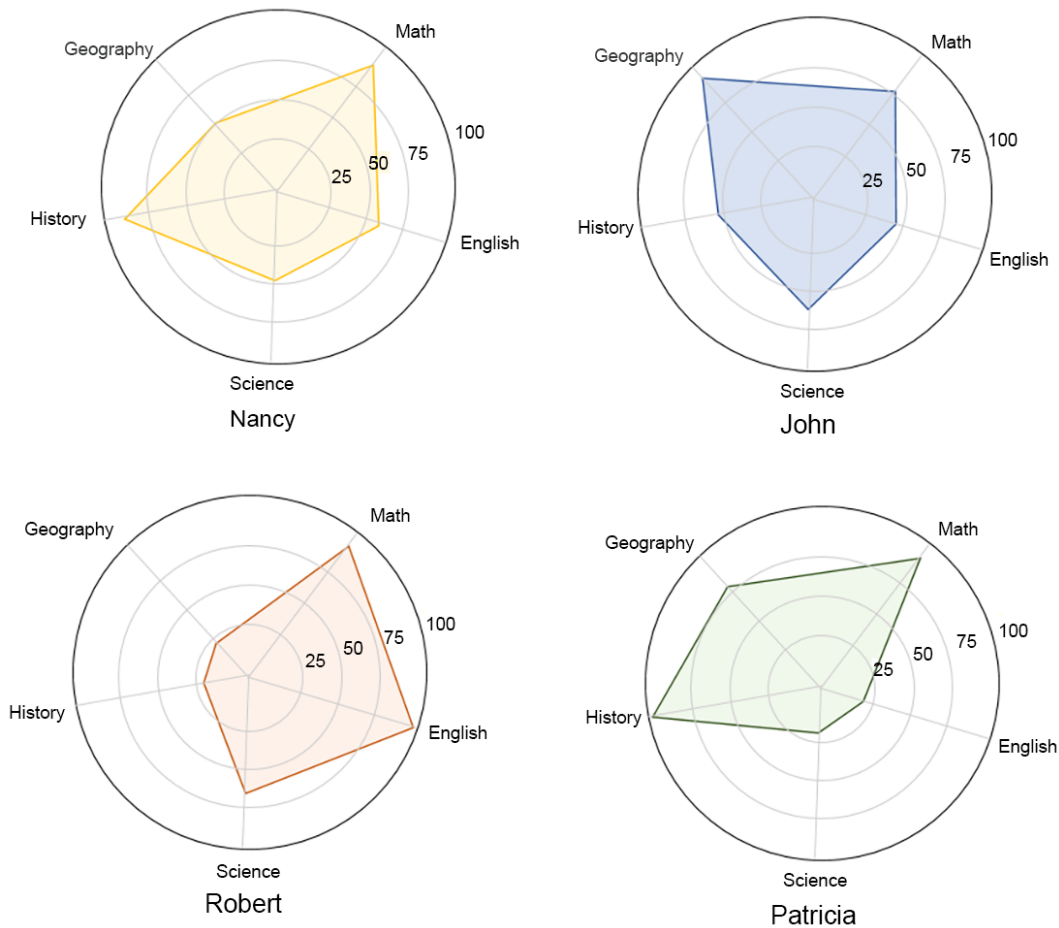 Math
Geography
100
75
50
25
History
English
Science
Nancy
Math
Geography
100
75
50
25
History
English
Science
John
Math
Geography
100
75
50
25
History
English
Science
Robert
Math
Geography
100
75
50
25
History
English
Science
Patricia